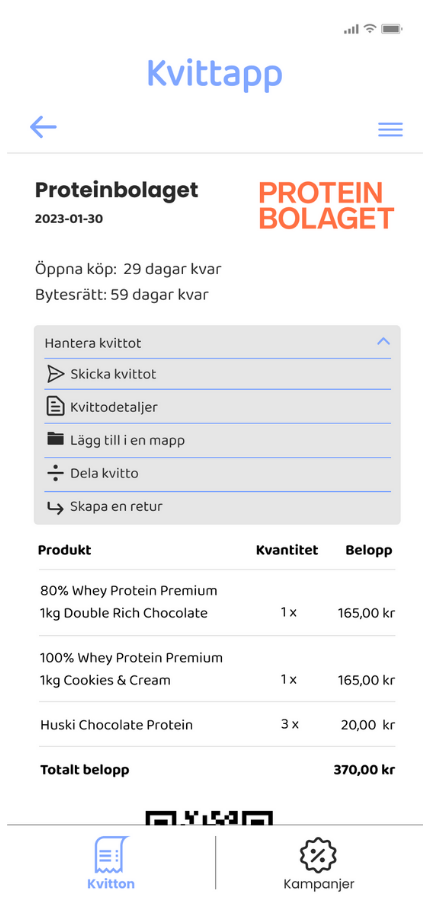 Kvittapp
Proteinbolaget
2023-01-30
PROTEIN
BOLAGET
Öppna köp: 29 dagar kvar
Bytesrätt: 59 dagar kvar
Hantera kvittot
Skicka kvittot
Kvittodetaljer
Lägg till i en mapp
Dela kvitto
Skapa en retur
Produkt Kvantitet Belopp
80% Whey Protein Premium
1kg Double Rich Chocolate 1 x 165,00 kr
100% Whey Protein Premium
1kg Cookies & Cream 1 x 165,00 kr
Huski Chocolate Protein 3 x 20,00 kr
Totalt belopp 370,00 kr
Kvitton Kampanjer